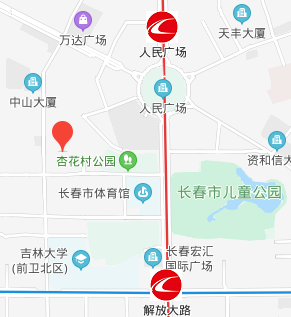 万达广场
天丰大厦
人民广场
中山大厦
人民广场
杏花村公园
资和信大
长春市体育馆
长春市儿童公园
吉林大学
(前卫北区)
长春宏汇
国际广场
解放大路